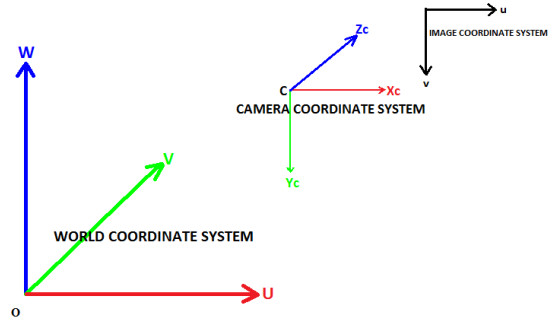 u
IMAGE COORDINATE SYSTEM
v
Zc
W
C
Xc
CAMERA COORDINATE SYSTEM
V
Yc
WORLD COORDINATE SYSTEM
U
O